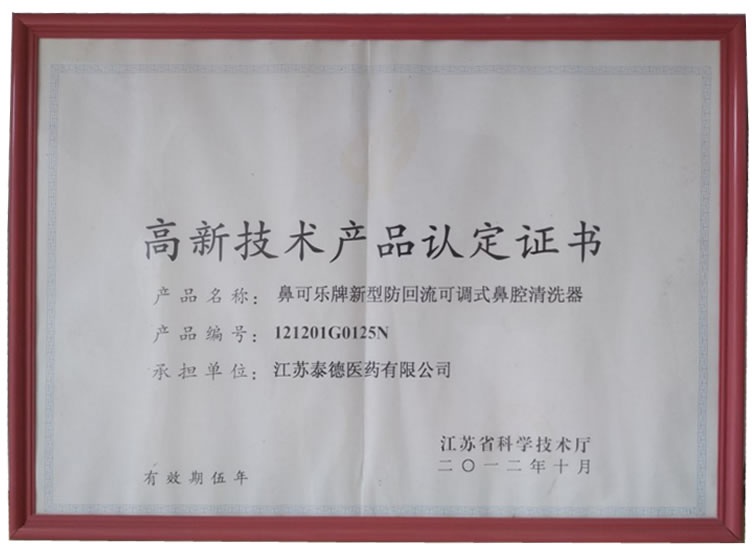 高新技术产品认定证书
产品名称：鼻可乐牌新型防回流可调式鼻腔清洗器
产品编号：121201G0125N
承担单位：江苏泰德医药有限公司
江苏省科学技术厅
二〇一二年十月
有效期伍年